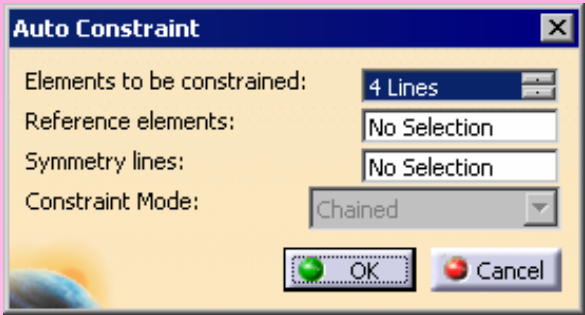 Auto Constraint
Elements to be constrained: 4 Lines
Reference elements: No Selection
Symmetry lines: No Selection
Constraint Mode: Chained
OK Cancel